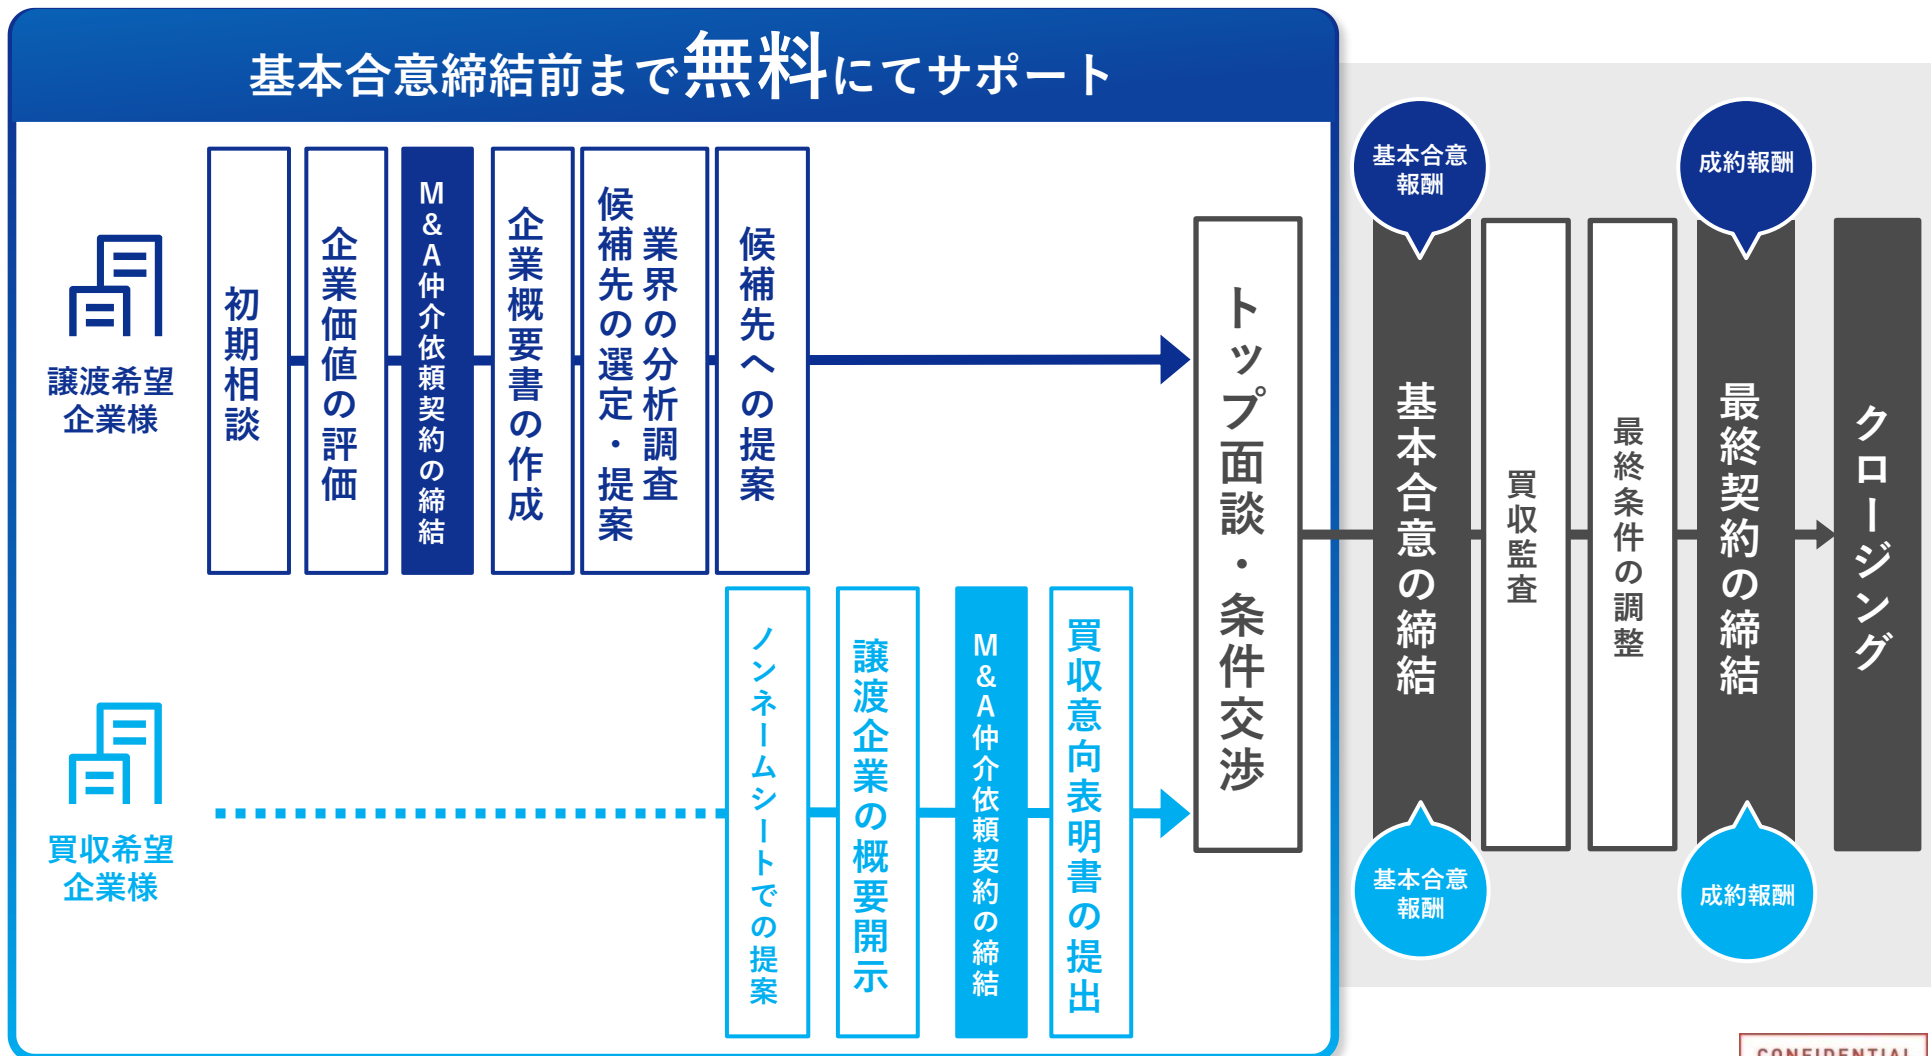 基本合意締結前まで無料にてサポート
譲渡希望
企業様
初期相談
企業価値の評価
M&A仲介依頼契約の締結
企業概要書の作成
業界の分析調査
候補先の選定・提案
候補先への提案
買収希望
企業様
ノンネームシートでの提案
譲渡企業の概要開示
M&A仲介依頼契約の締結
買収意向表明書の提出
トップ面談・条件交渉
基本合意
報酬
基本合意の締結
基本合意
報酬
買収監査
最終条件の調整
成約報酬
最終契約の締結
成約報酬
クロージング
CONFIDENTIAL